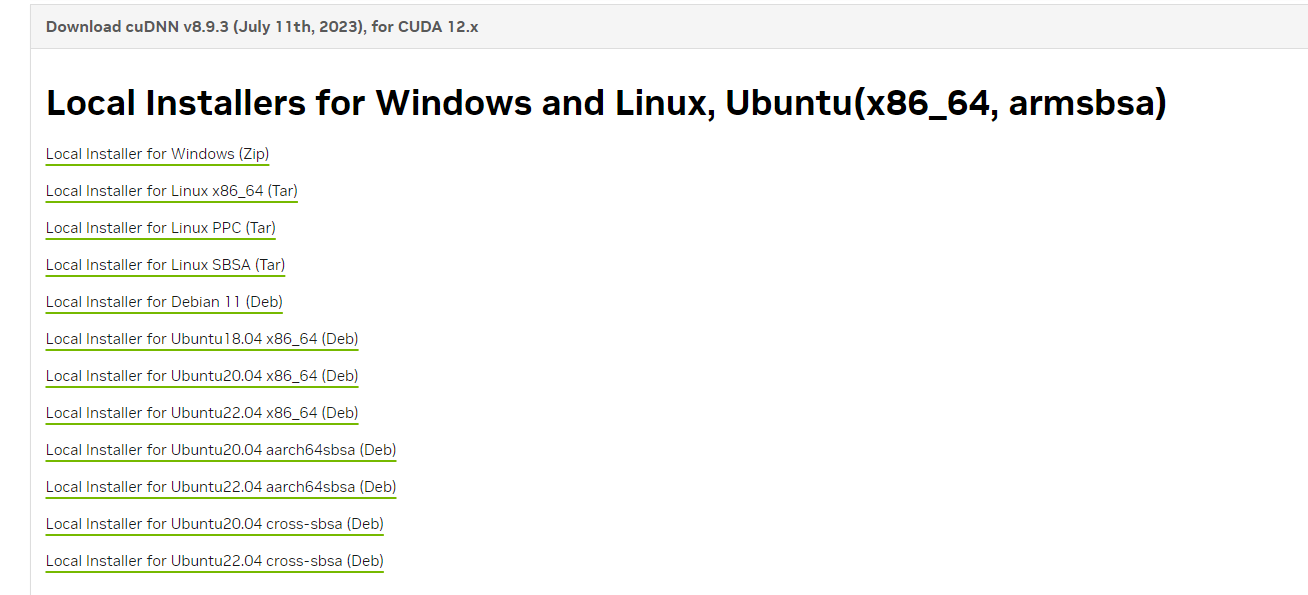 Download cuDNN v8.9.3 (July 11th, 2023), for CUDA 12.x
Local Installers for Windows and Linux, Ubuntu(x86_64, armsbsa)
Local Installer for Windows (Zip)
Local Installer for Linux x86_64 (Tar)
Local Installer for Linux PPC (Tar)
Local Installer for Linux SBSA (Tar)
Local Installer for Debian 11 (Deb)
Local Installer for Ubuntu18.04 x86_64 (Deb)
Local Installer for Ubuntu20.04 x86_64 (Deb)
Local Installer for Ubuntu22.04 x86_64 (Deb)
Local Installer for Ubuntu20.04 aarch64sbsa (Deb)
Local Installer for Ubuntu22.04 aarch64sbsa (Deb)
Local Installer for Ubuntu20.04 cross-sbsa (Deb)
Local Installer for Ubuntu22.04 cross-sbsa (Deb)